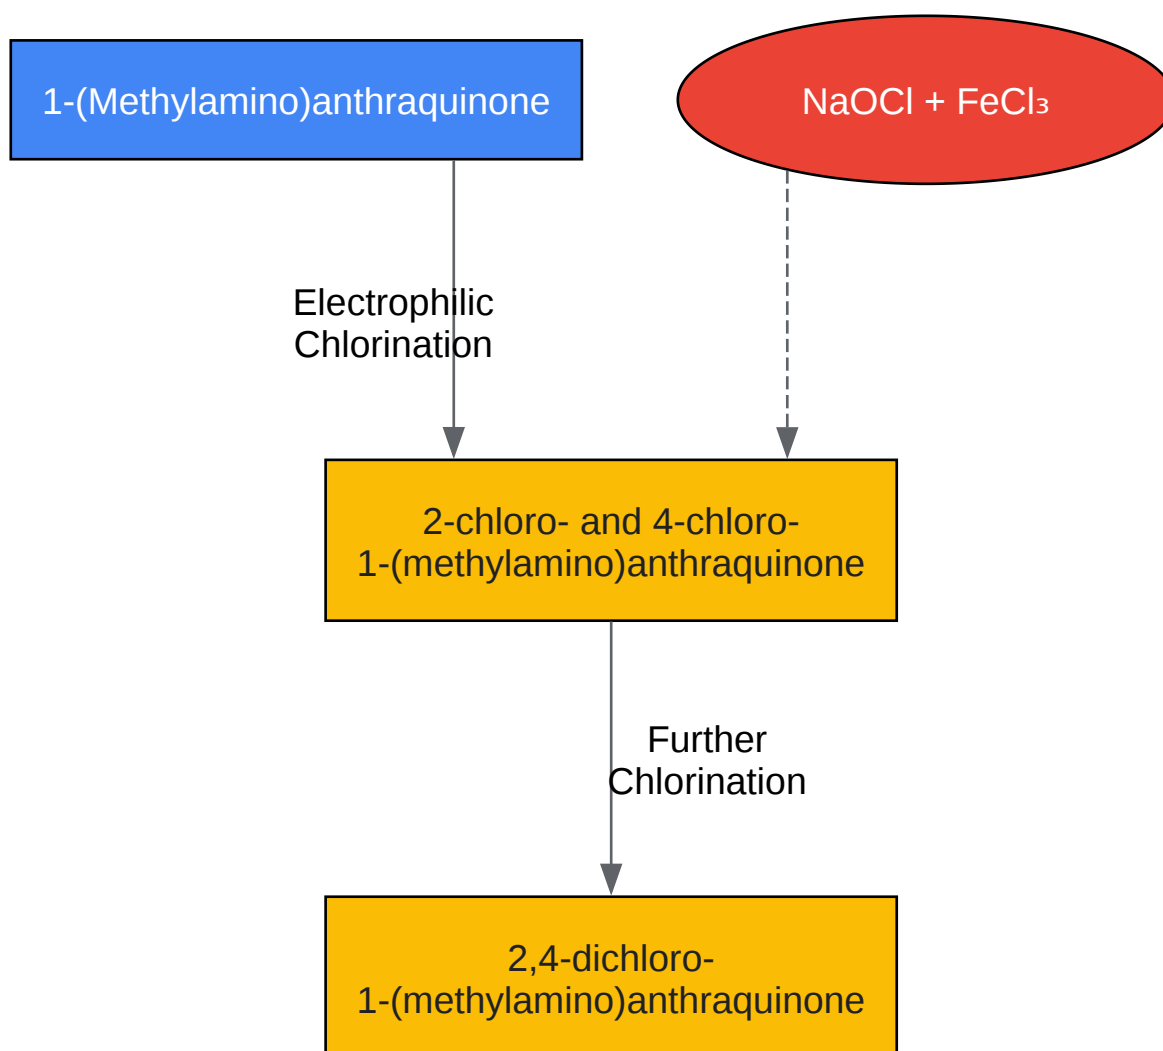 1-(Methylamino)anthraquinone
NaOCl + FeCl₃
Electrophilic
Chlorination
2-chloro- and 4-chloro-
1-(methylamino)anthraquinone
Further
Chlorination
2,4-dichloro-
1-(methylamino)anthraquinone